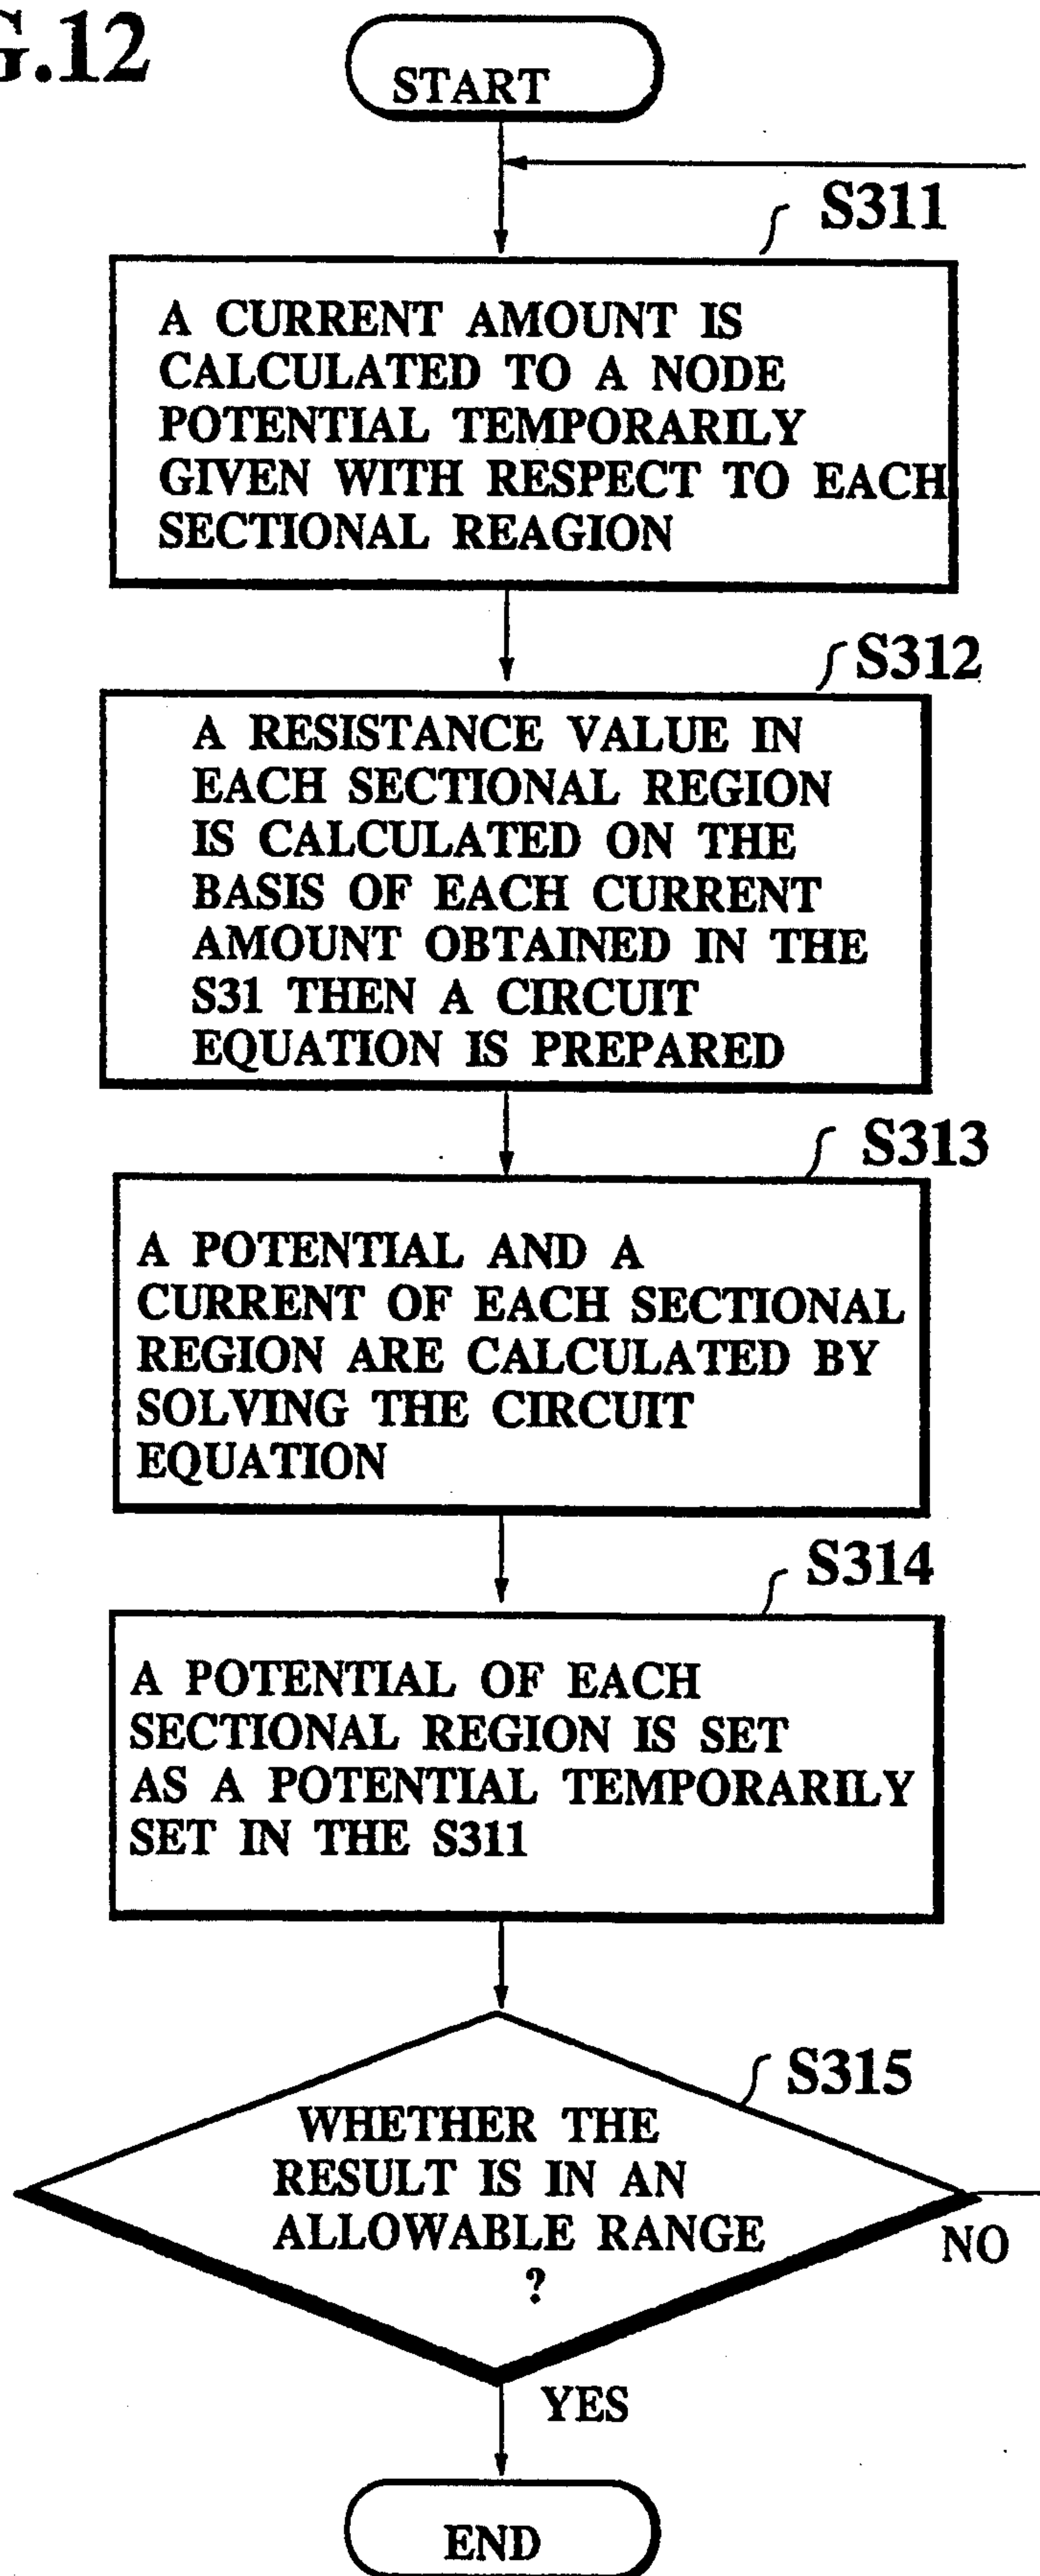 G.12
START
S311
A CURRENT AMOUNT IS
CALCULATED TO A NODE
POTENTIAL TEMPORARILY
GIVEN WITH RESPECT TO EACH
SECTIONAL REAGION
S312
A RESISTANCE VALUE IN
EACH SECTIONAL REGION
IS CALCULATED ON THE
BASIS OF EACH CURRENT
AMOUNT OBTAINED IN THE
S31 THEN A CIRCUIT
EQUATION IS PREPARED
S313
A POTENTIAL AND A
CURRENT OF EACH SECTIONAL
REGION ARE CALCULATED BY
SOLVING THE CIRCUIT
EQUATION
S314
A POTENTIAL OF EACH
SECTIONAL REGION IS SET
AS A POTENTIAL TEMPORARILY
SET IN THE S311
S315
WHETHER THE
RESULT IS IN AN
ALLOWABLE RANGE
?
NO
YES
END